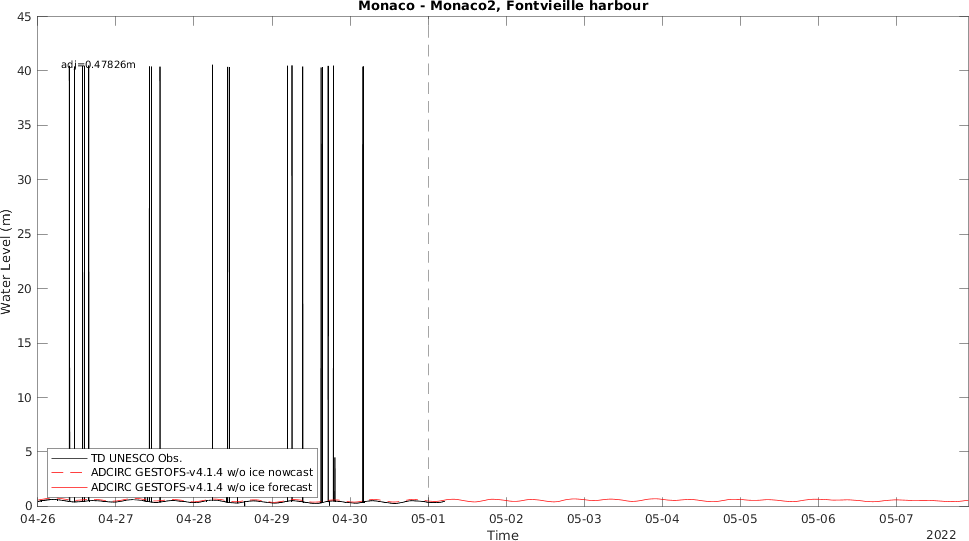 Monaco - Monaco2, Fontvieille harbour
45
40
35
30
25
20
15
10
5
0
Water Level (m)
adj=0.47826m
TD UNESCO Obs.
ADCIRC GESTOFS-v4.1.4 w/o ice nowcast
ADCIRC GESTOFS-v4.1.4 w/o ice forecast
04-26 04-27 04-28 04-29 04-30 05-01 05-02 05-03 05-04 05-05 05-06 05-07
Time
2022